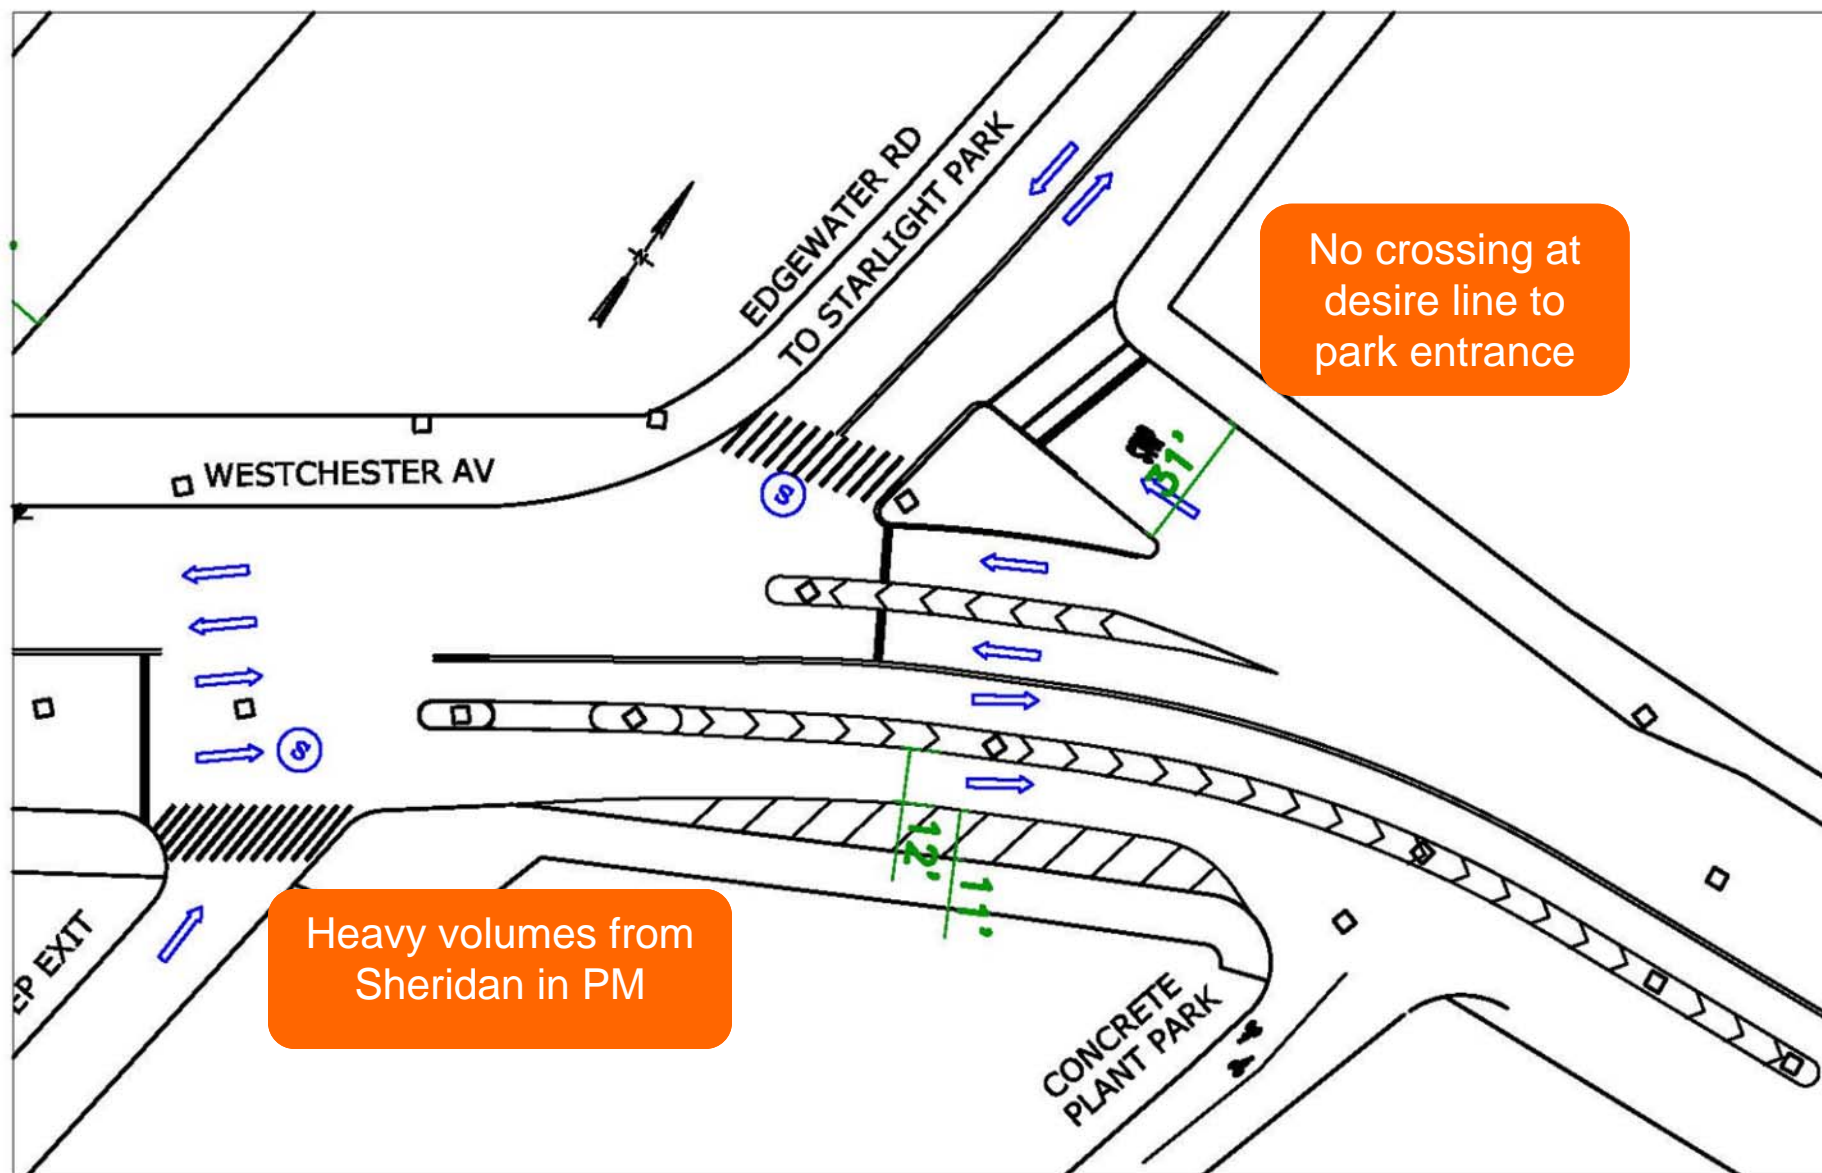 EDGEWATER RD
TO STARLIGHT PARK
No crossing at
desire line to
park entrance
N
WESTCHESTER AV
S
31'
S
12'
11'
Heavy volumes from
Sheridan in PM
EP EXIT
CONCRETE
PLANT PARK